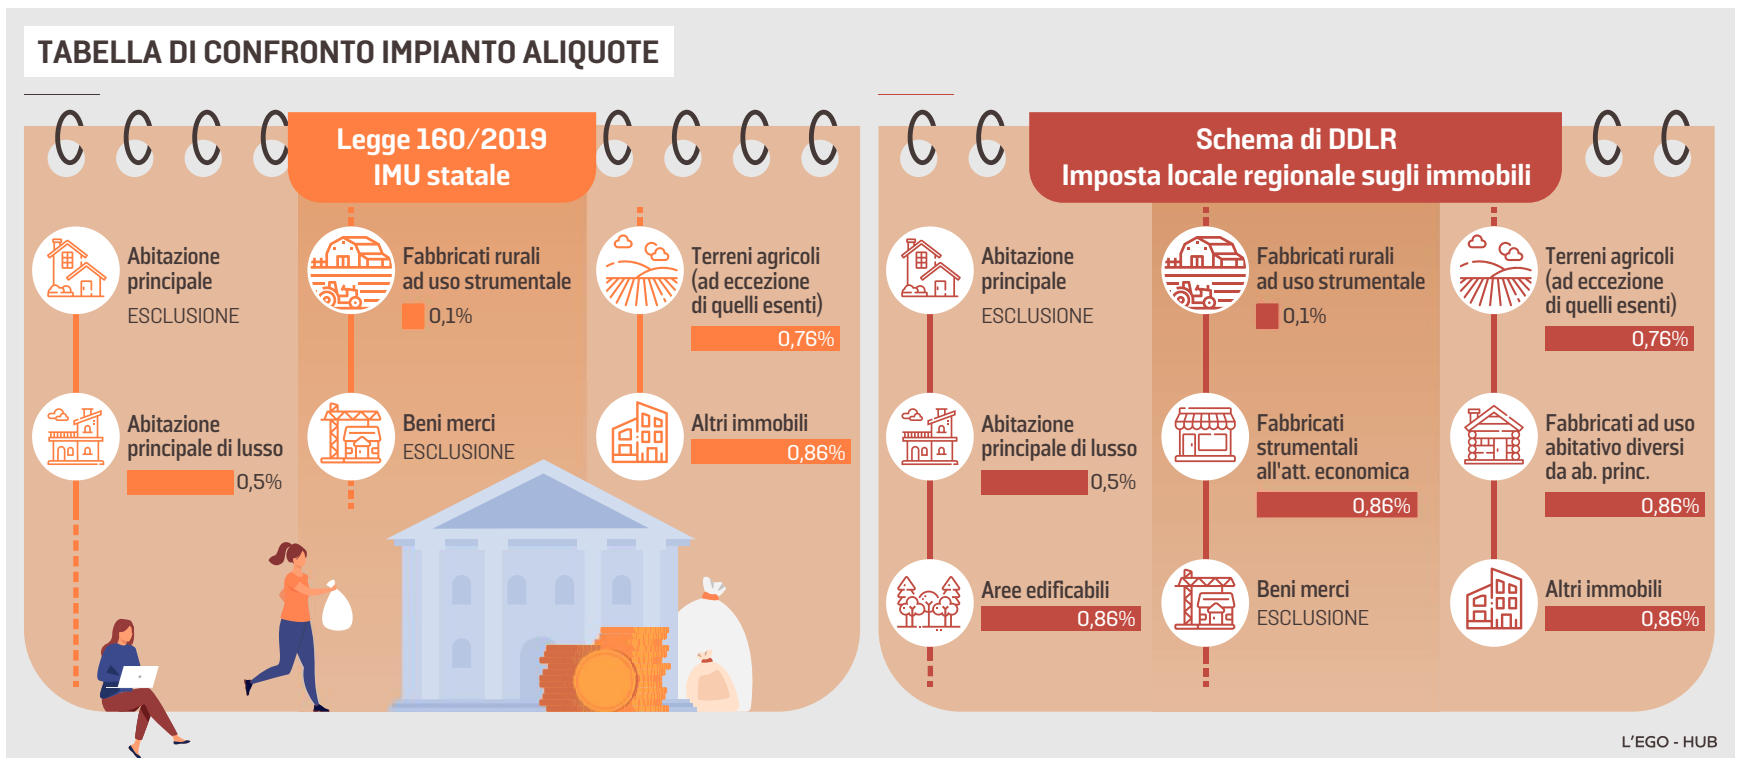 TABELLA DI CONFRONTO IMPIANTO ALIQUOTE
Legge 160/2019
IMU statale
Abitazione
principale
ESCLUSIONE
Fabbricati rurali
ad uso strumentale
0,1%
Terreni agricoli
(ad eccezione
di quelli esenti)
0,76%
Abitazione
principale di lusso
0,5%
Beni merci
ESCLUSIONE
Altri immobili
0,86%
Schema di DDLR
Imposta locale regionale sugli immobili
Abitazione
principale
ESCLUSIONE
Fabbricati rurali
ad uso strumentale
0,1%
Terreni agricoli
(ad eccezione
di quelli esenti)
0,76%
Abitazione
principale di lusso
0,5%
Fabbricati
strumentali
all'att. economica
0,86%
Fabbricati ad uso
abitativo diversi
da ab. princ.
0,86%
Aree edificabili
0,86%
Beni merci
ESCLUSIONE
Altri immobili
0,86%
L'EGO - HUB